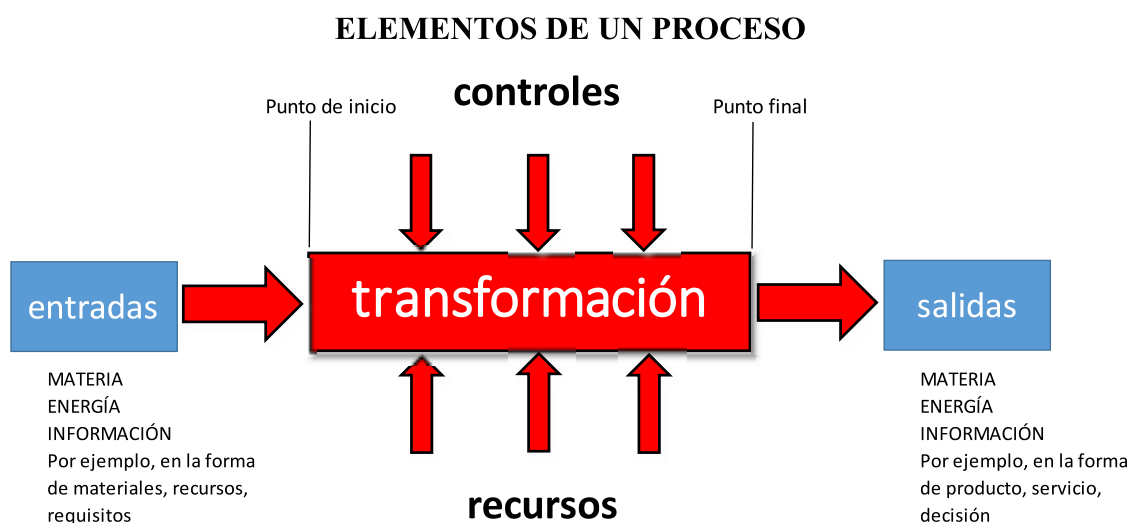 ELEMENTOS DE UN PROCESO
controles
Punto de inicio
Punto final
entradas
transformación
salidas
MATERIA
ENERGÍA
INFORMACIÓN
Por ejemplo, en la forma
de materiales, recursos,
requisitos
MATERIA
ENERGÍA
INFORMACIÓN
Por ejemplo, en la forma
de producto, servicio,
decisión
recursos